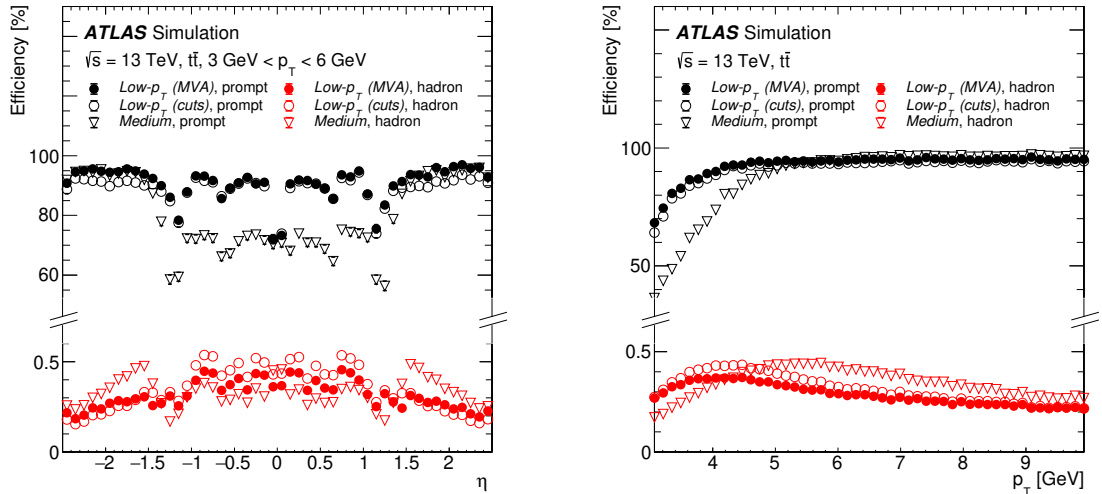 Efficiency [%]
ATLAS Simulation
√s = 13 TeV, tt̄, 3 GeV < p_T < 6 GeV
Low-p_T (MVA), prompt Low-p_T (MVA), hadron
Low-p_T (cuts), prompt Low-p_T (cuts), hadron
Medium, prompt Medium, hadron
100
80
60
0.5
0
−2 −1.5 −1 −0.5 0 0.5 1 1.5 2
η
Efficiency [%]
ATLAS Simulation
√s = 13 TeV, tt̄
Low-p_T (MVA), prompt Low-p_T (MVA), hadron
Low-p_T (cuts), prompt Low-p_T (cuts), hadron
Medium, prompt Medium, hadron
100
50
0.5
0
4 5 6 7 8 9
p_T [GeV]